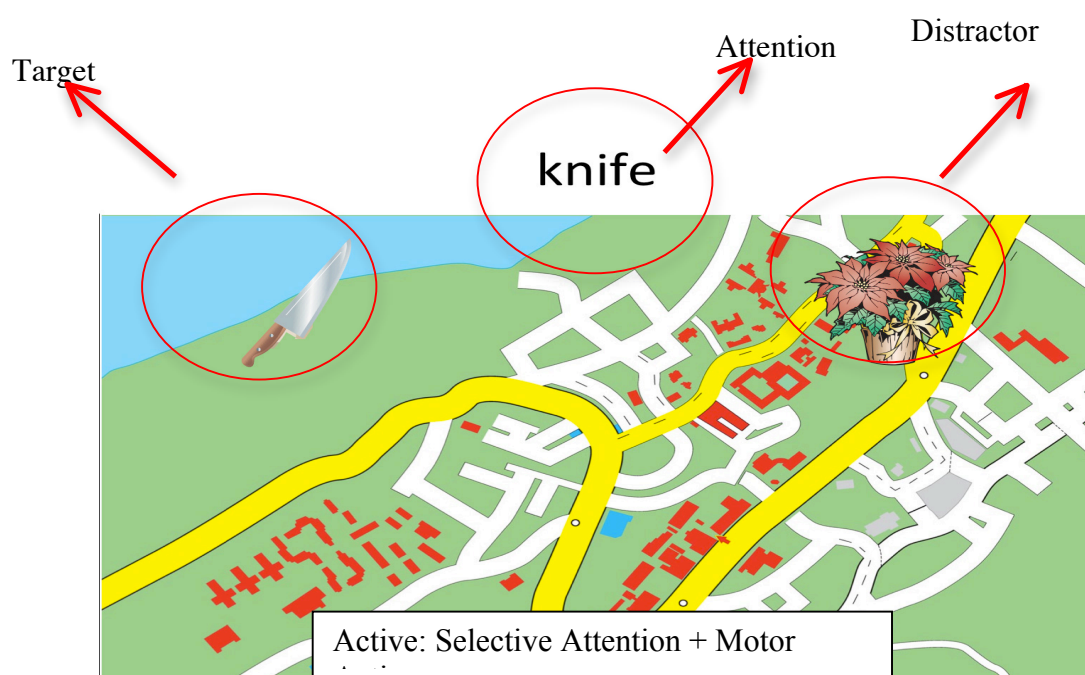 Target
Attention
Distractor
knife
Active: Selective Attention + Motor